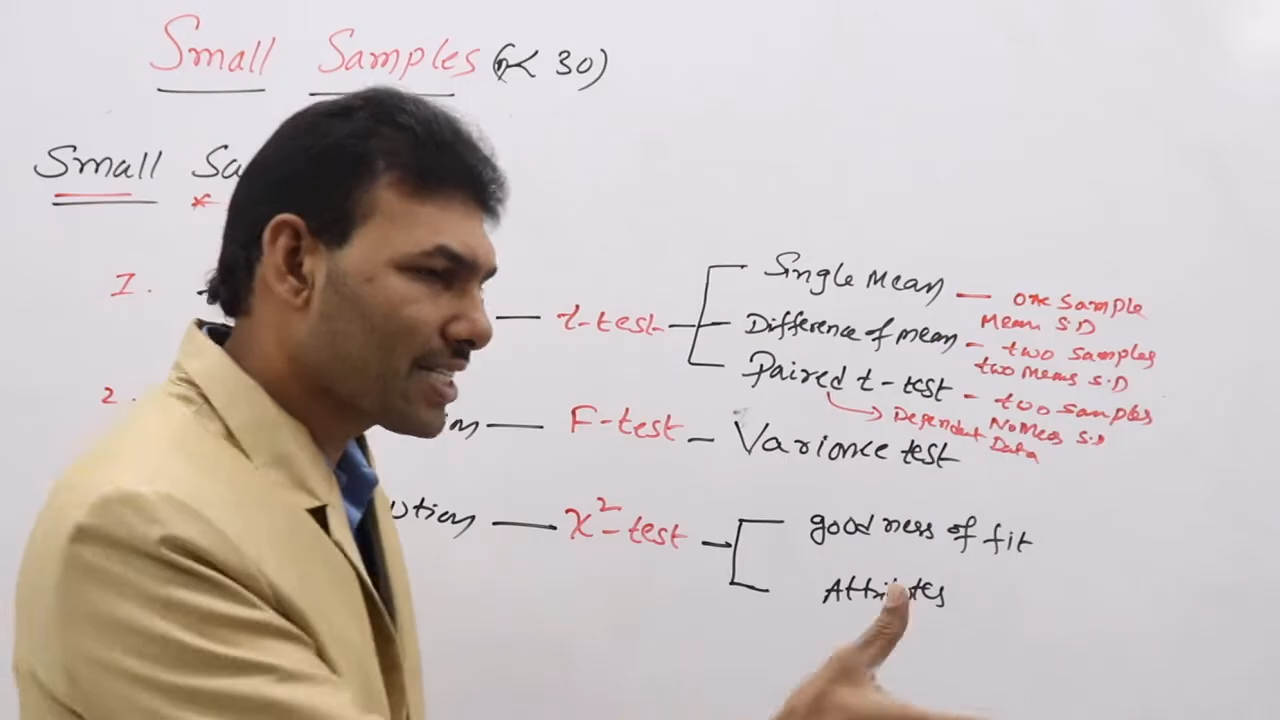 Small Samples (n< 30)
Small Sa
1.
t-test
Single Mean — one Sample
Mean S.D
Difference of mean - two Samples
two Means S.D
Paired t-test - two Samples
No Means S.D
Dependent
Data
2.
F-test - Variance test
ution — χ²-test
goodness of fit
Attributes